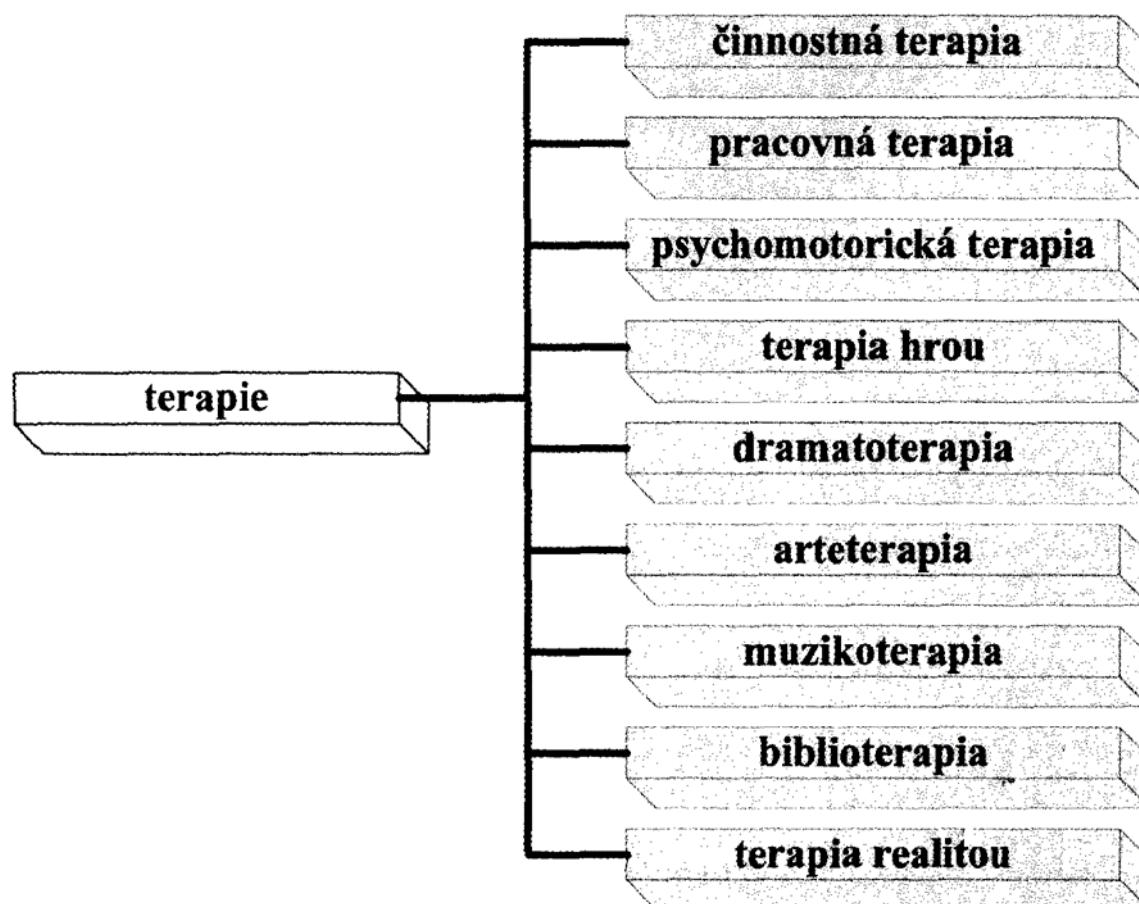 činnostná terapia
pracovná terapia
psychomotorická terapia
terapia hrou
terapie
dramatoterapia
arteterapia
muzikoterapia
biblioterapia
terapia realitou